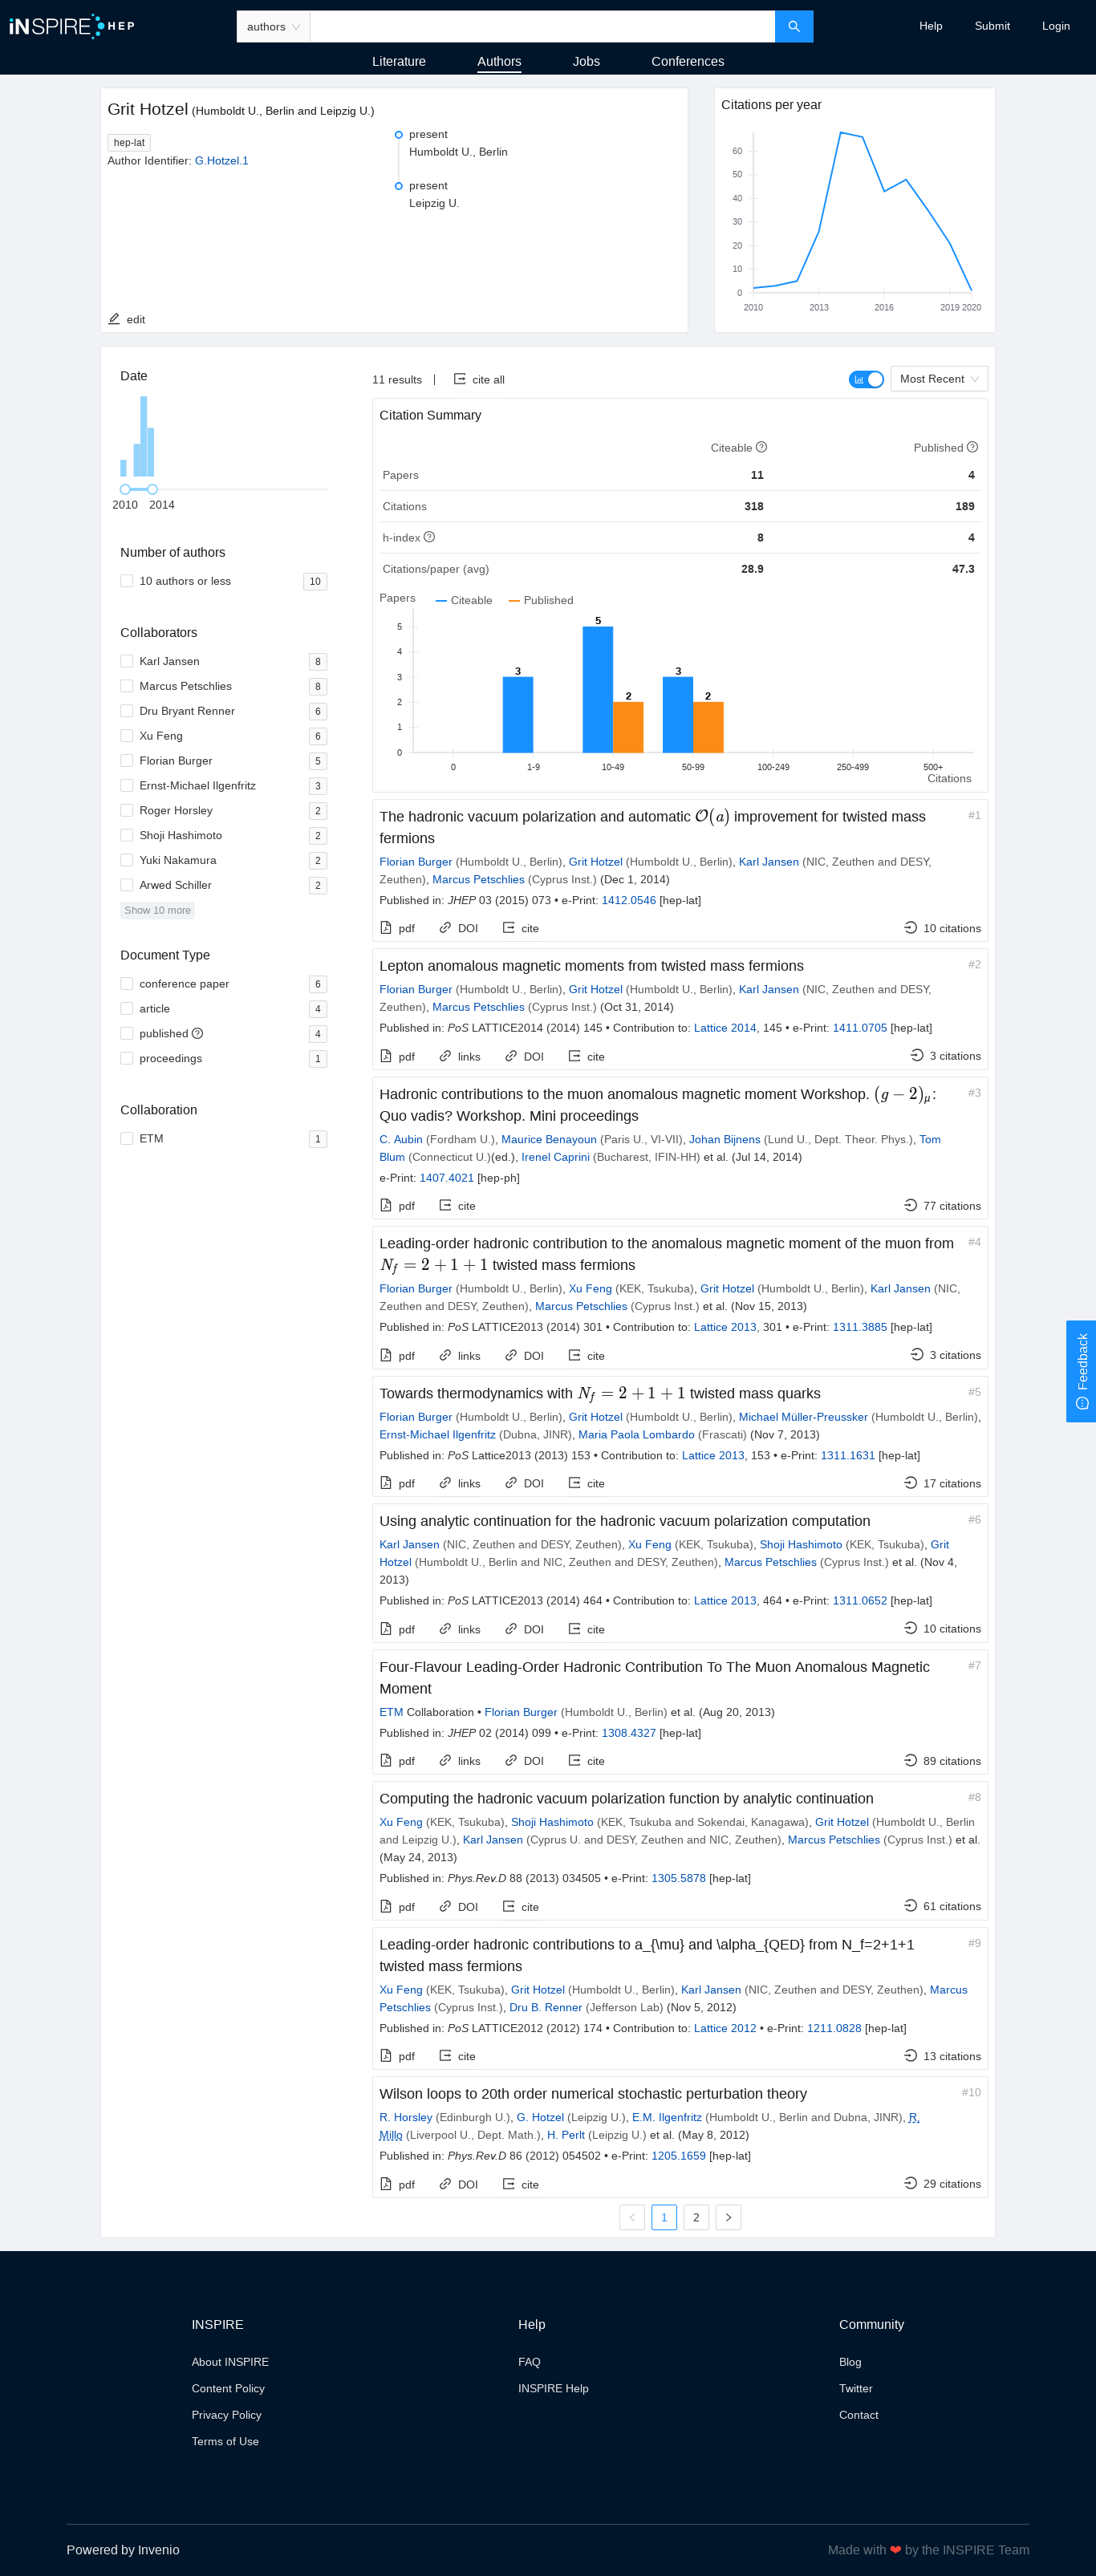 iNSPIRE HEP
authors
Help Submit Login
Literature Authors Jobs Conferences
Grit Hotzel (Humboldt U., Berlin and Leipzig U.)
hep-lat
Author Identifier: G.Hotzel.1
present
Humboldt U., Berlin
present
Leipzig U.
edit
Citations per year
60
50
40
30
20
10
0
2010 2013 2016 2019 2020
Date
2010 2014
Number of authors
10 authors or less 10
Collaborators
Karl Jansen 8
Marcus Petschlies 8
Dru Bryant Renner 6
Xu Feng 6
Florian Burger 5
Ernst-Michael Ilgenfritz 3
Roger Horsley 2
Shoji Hashimoto 2
Yuki Nakamura 2
Arwed Schiller 2
Show 10 more
Document Type
conference paper 6
article 4
published 4
proceedings 1
Collaboration
ETM 1
11 results | cite all
Most Recent
Citation Summary
Citeable Published
Papers 11 4
Citations 318 189
h-index 8 4
Citations/paper (avg) 28.9 47.3
Papers Citeable Published
5
4
3
2
1
0
3
5
2
3
2
0 1-9 10-49 50-99 100-249 250-499 500+
Citations
The hadronic vacuum polarization and automatic 𝒪(a) improvement for twisted mass #1
fermions
Florian Burger (Humboldt U., Berlin), Grit Hotzel (Humboldt U., Berlin), Karl Jansen (NIC, Zeuthen and DESY,
Zeuthen), Marcus Petschlies (Cyprus Inst.) (Dec 1, 2014)
Published in: JHEP 03 (2015) 073 • e-Print: 1412.0546 [hep-lat]
pdf DOI cite 10 citations
Lepton anomalous magnetic moments from twisted mass fermions #2
Florian Burger (Humboldt U., Berlin), Grit Hotzel (Humboldt U., Berlin), Karl Jansen (NIC, Zeuthen and DESY,
Zeuthen), Marcus Petschlies (Cyprus Inst.) (Oct 31, 2014)
Published in: PoS LATTICE2014 (2014) 145 • Contribution to: Lattice 2014, 145 • e-Print: 1411.0705 [hep-lat]
pdf links DOI cite 3 citations
Hadronic contributions to the muon anomalous magnetic moment Workshop. (g − 2)μ: #3
Quo vadis? Workshop. Mini proceedings
C. Aubin (Fordham U.), Maurice Benayoun (Paris U., VI-VII), Johan Bijnens (Lund U., Dept. Theor. Phys.), Tom
Blum (Connecticut U.)(ed.), Irenel Caprini (Bucharest, IFIN-HH) et al. (Jul 14, 2014)
e-Print: 1407.4021 [hep-ph]
pdf cite 77 citations
Leading-order hadronic contribution to the anomalous magnetic moment of the muon from #4
Nf = 2 + 1 + 1 twisted mass fermions
Florian Burger (Humboldt U., Berlin), Xu Feng (KEK, Tsukuba), Grit Hotzel (Humboldt U., Berlin), Karl Jansen (NIC,
Zeuthen and DESY, Zeuthen), Marcus Petschlies (Cyprus Inst.) et al. (Nov 15, 2013)
Published in: PoS LATTICE2013 (2014) 301 • Contribution to: Lattice 2013, 301 • e-Print: 1311.3885 [hep-lat]
pdf links DOI cite 3 citations
Towards thermodynamics with Nf = 2 + 1 + 1 twisted mass quarks #5
Florian Burger (Humboldt U., Berlin), Grit Hotzel (Humboldt U., Berlin), Michael Müller-Preussker (Humboldt U., Berlin),
Ernst-Michael Ilgenfritz (Dubna, JINR), Maria Paola Lombardo (Frascati) (Nov 7, 2013)
Published in: PoS Lattice2013 (2013) 153 • Contribution to: Lattice 2013, 153 • e-Print: 1311.1631 [hep-lat]
pdf links DOI cite 17 citations
Using analytic continuation for the hadronic vacuum polarization computation #6
Karl Jansen (NIC, Zeuthen and DESY, Zeuthen), Xu Feng (KEK, Tsukuba), Shoji Hashimoto (KEK, Tsukuba), Grit
Hotzel (Humboldt U., Berlin and NIC, Zeuthen and DESY, Zeuthen), Marcus Petschlies (Cyprus Inst.) et al. (Nov 4,
2013)
Published in: PoS LATTICE2013 (2014) 464 • Contribution to: Lattice 2013, 464 • e-Print: 1311.0652 [hep-lat]
pdf links DOI cite 10 citations
Four-Flavour Leading-Order Hadronic Contribution To The Muon Anomalous Magnetic #7
Moment
ETM Collaboration • Florian Burger (Humboldt U., Berlin) et al. (Aug 20, 2013)
Published in: JHEP 02 (2014) 099 • e-Print: 1308.4327 [hep-lat]
pdf links DOI cite 89 citations
Computing the hadronic vacuum polarization function by analytic continuation #8
Xu Feng (KEK, Tsukuba), Shoji Hashimoto (KEK, Tsukuba and Sokendai, Kanagawa), Grit Hotzel (Humboldt U., Berlin
and Leipzig U.), Karl Jansen (Cyprus U. and DESY, Zeuthen and NIC, Zeuthen), Marcus Petschlies (Cyprus Inst.) et al.
(May 24, 2013)
Published in: Phys.Rev.D 88 (2013) 034505 • e-Print: 1305.5878 [hep-lat]
pdf DOI cite 61 citations
Leading-order hadronic contributions to a_{\mu} and \alpha_{QED} from N_f=2+1+1 #9
twisted mass fermions
Xu Feng (KEK, Tsukuba), Grit Hotzel (Humboldt U., Berlin), Karl Jansen (NIC, Zeuthen and DESY, Zeuthen), Marcus
Petschlies (Cyprus Inst.), Dru B. Renner (Jefferson Lab) (Nov 5, 2012)
Published in: PoS LATTICE2012 (2012) 174 • Contribution to: Lattice 2012 • e-Print: 1211.0828 [hep-lat]
pdf cite 13 citations
Wilson loops to 20th order numerical stochastic perturbation theory #10
R. Horsley (Edinburgh U.), G. Hotzel (Leipzig U.), E.M. Ilgenfritz (Humboldt U., Berlin and Dubna, JINR), R.
Millo (Liverpool U., Dept. Math.), H. Perlt (Leipzig U.) et al. (May 8, 2012)
Published in: Phys.Rev.D 86 (2012) 054502 • e-Print: 1205.1659 [hep-lat]
pdf DOI cite 29 citations
1 2
Feedback
INSPIRE
About INSPIRE
Content Policy
Privacy Policy
Terms of Use
Help
FAQ
INSPIRE Help
Community
Blog
Twitter
Contact
Powered by Invenio
Made with ❤ by the INSPIRE Team